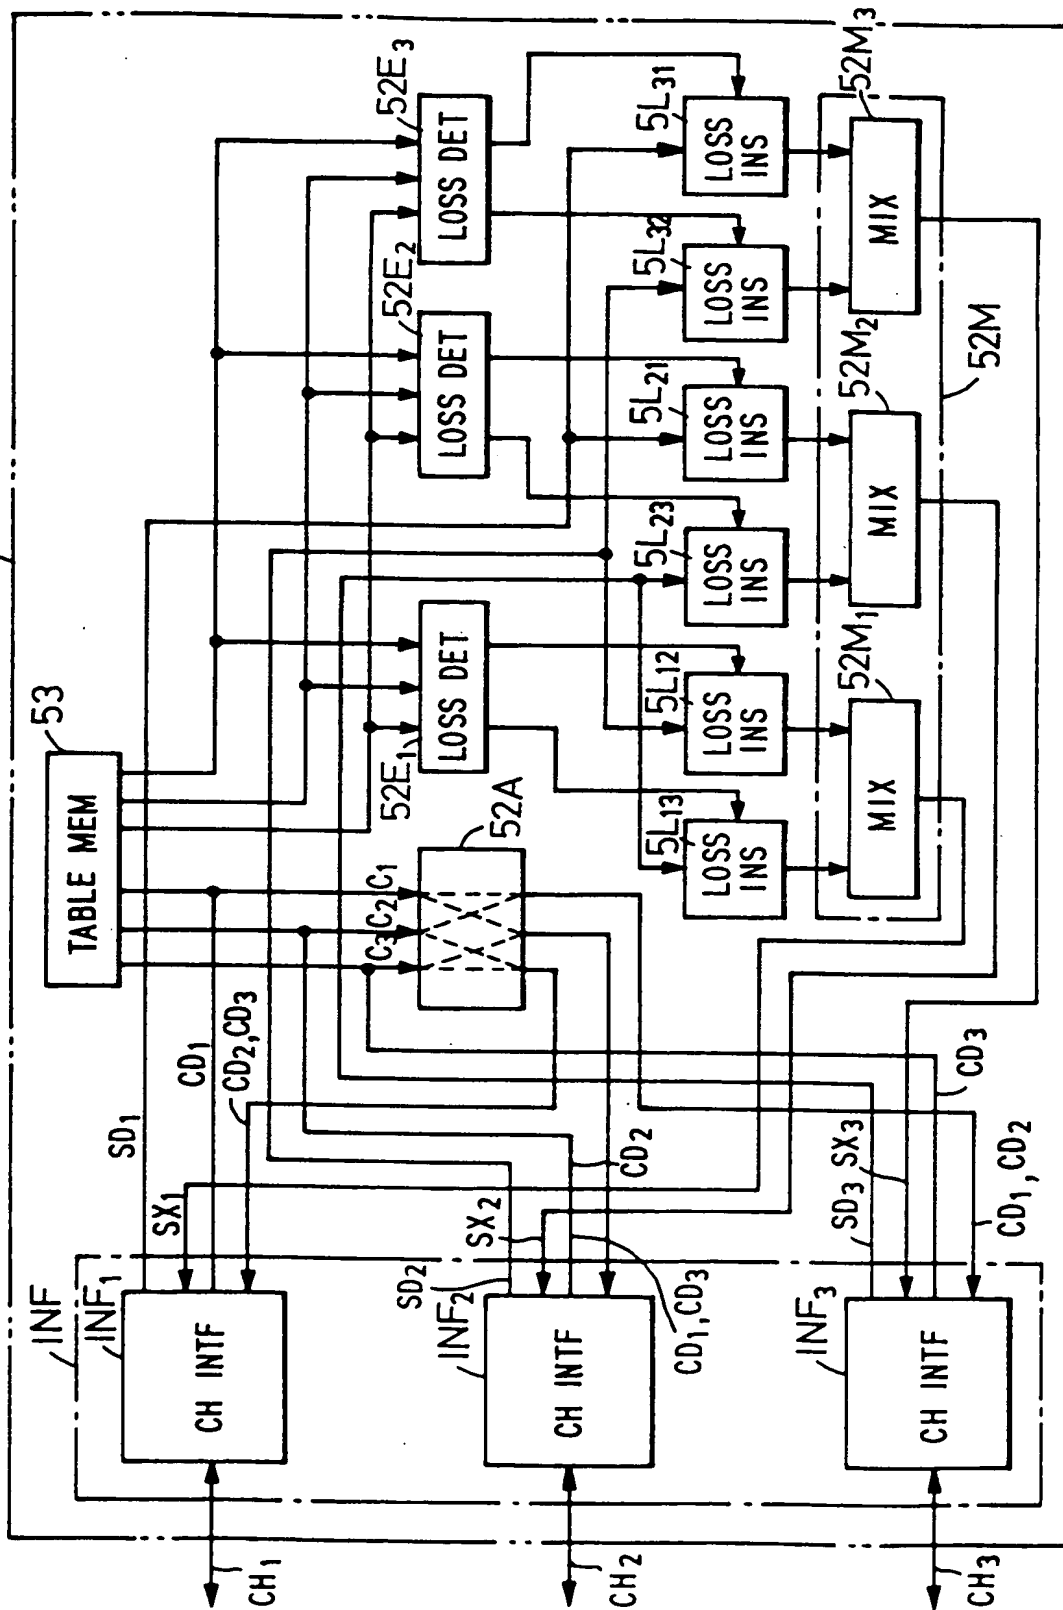 INF
INF1
CH INTF
CH1
INF2
CH INTF
CH2
INF3
CH INTF
CH3
SD1
SX1
CD1
CD2,CD3
SD2
SX2
CD2
CD1,CD3
SD3
SX3
CD3
CD1, CD2
53
TABLE MEM
C1
C2
C3
52A
52E1
LOSS DET
52E2
LOSS DET
52E3
LOSS DET
5L13
LOSS
INS
5L12
LOSS
INS
5L23
LOSS
INS
5L21
LOSS
INS
5L32
LOSS
INS
5L31
LOSS
INS
52M1
MIX
52M2
MIX
52M3
MIX
52M